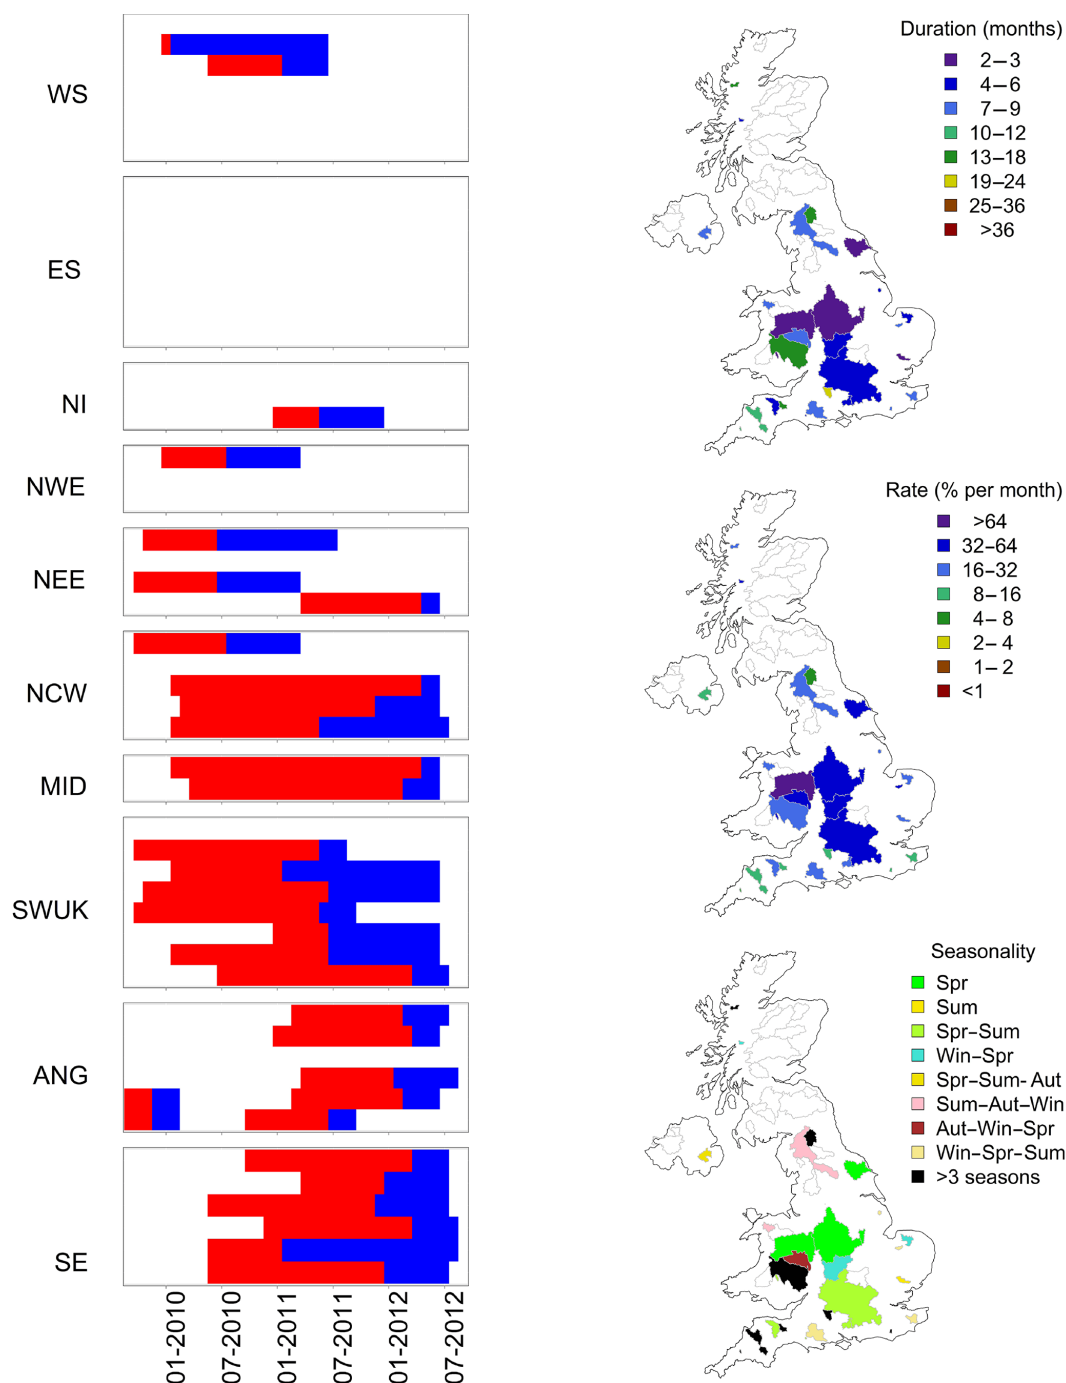 WS
ES
NI
NWE
NEE
NCW
MID
SWUK
ANG
SE
01-2010
07-2010
01-2011
07-2011
01-2012
07-2012
Duration (months)
2–3
4–6
7–9
10–12
13–18
19–24
25–36
>36
Rate (% per month)
>64
32–64
16–32
8–16
4–8
2–4
1–2
<1
Seasonality
Spr
Sum
Spr–Sum
Win–Spr
Spr–Sum-Aut
Sum–Aut–Win
Aut–Win–Spr
Win–Spr–Sum
>3 seasons